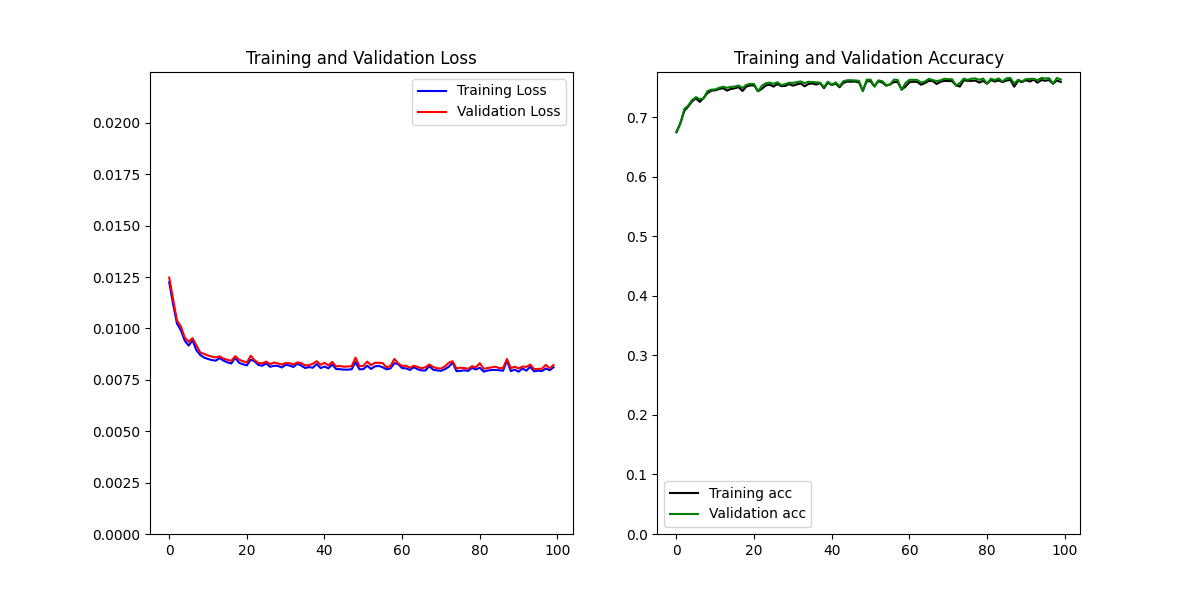 Training and Validation Loss
Training Loss
Validation Loss
0.0200
0.0175
0.0150
0.0125
0.0100
0.0075
0.0050
0.0025
0.0000
0 20 40 60 80 100
Training and Validation Accuracy
0.7
0.6
0.5
0.4
0.3
0.2
0.1
0.0
Training acc
Validation acc
0 20 40 60 80 100